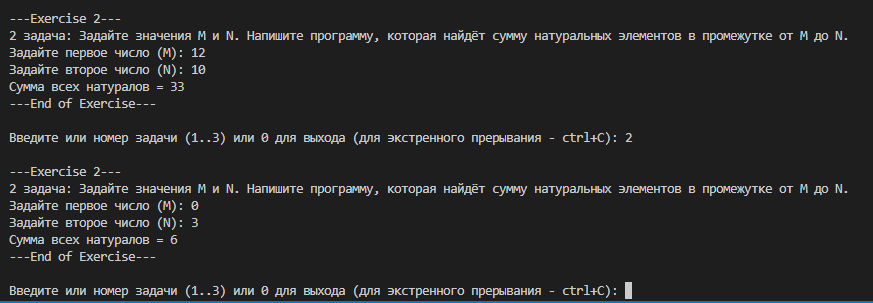 ---Exercise 2---
2 задача: Задайте значения M и N. Напишите программу, которая найдёт сумму натуральных элементов в промежутке от M до N.
Задайте первое число (M): 12
Задайте второе число (N): 10
Сумма всех натуралов = 33
---End of Exercise---
Введите или номер задачи (1..3) или 0 для выхода (для экстренного прерывания - ctrl+C): 2
---Exercise 2---
2 задача: Задайте значения M и N. Напишите программу, которая найдёт сумму натуральных элементов в промежутке от M до N.
Задайте первое число (M): 0
Задайте второе число (N): 3
Сумма всех натуралов = 6
---End of Exercise---
Введите или номер задачи (1..3) или 0 для выхода (для экстренного прерывания - ctrl+C):